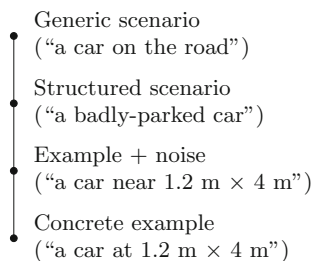 Generic scenario
(“a car on the road”)
Structured scenario
(“a badly-parked car”)
Example + noise
(“a car near 1.2 m × 4 m”)
Concrete example
(“a car at 1.2 m × 4 m”)